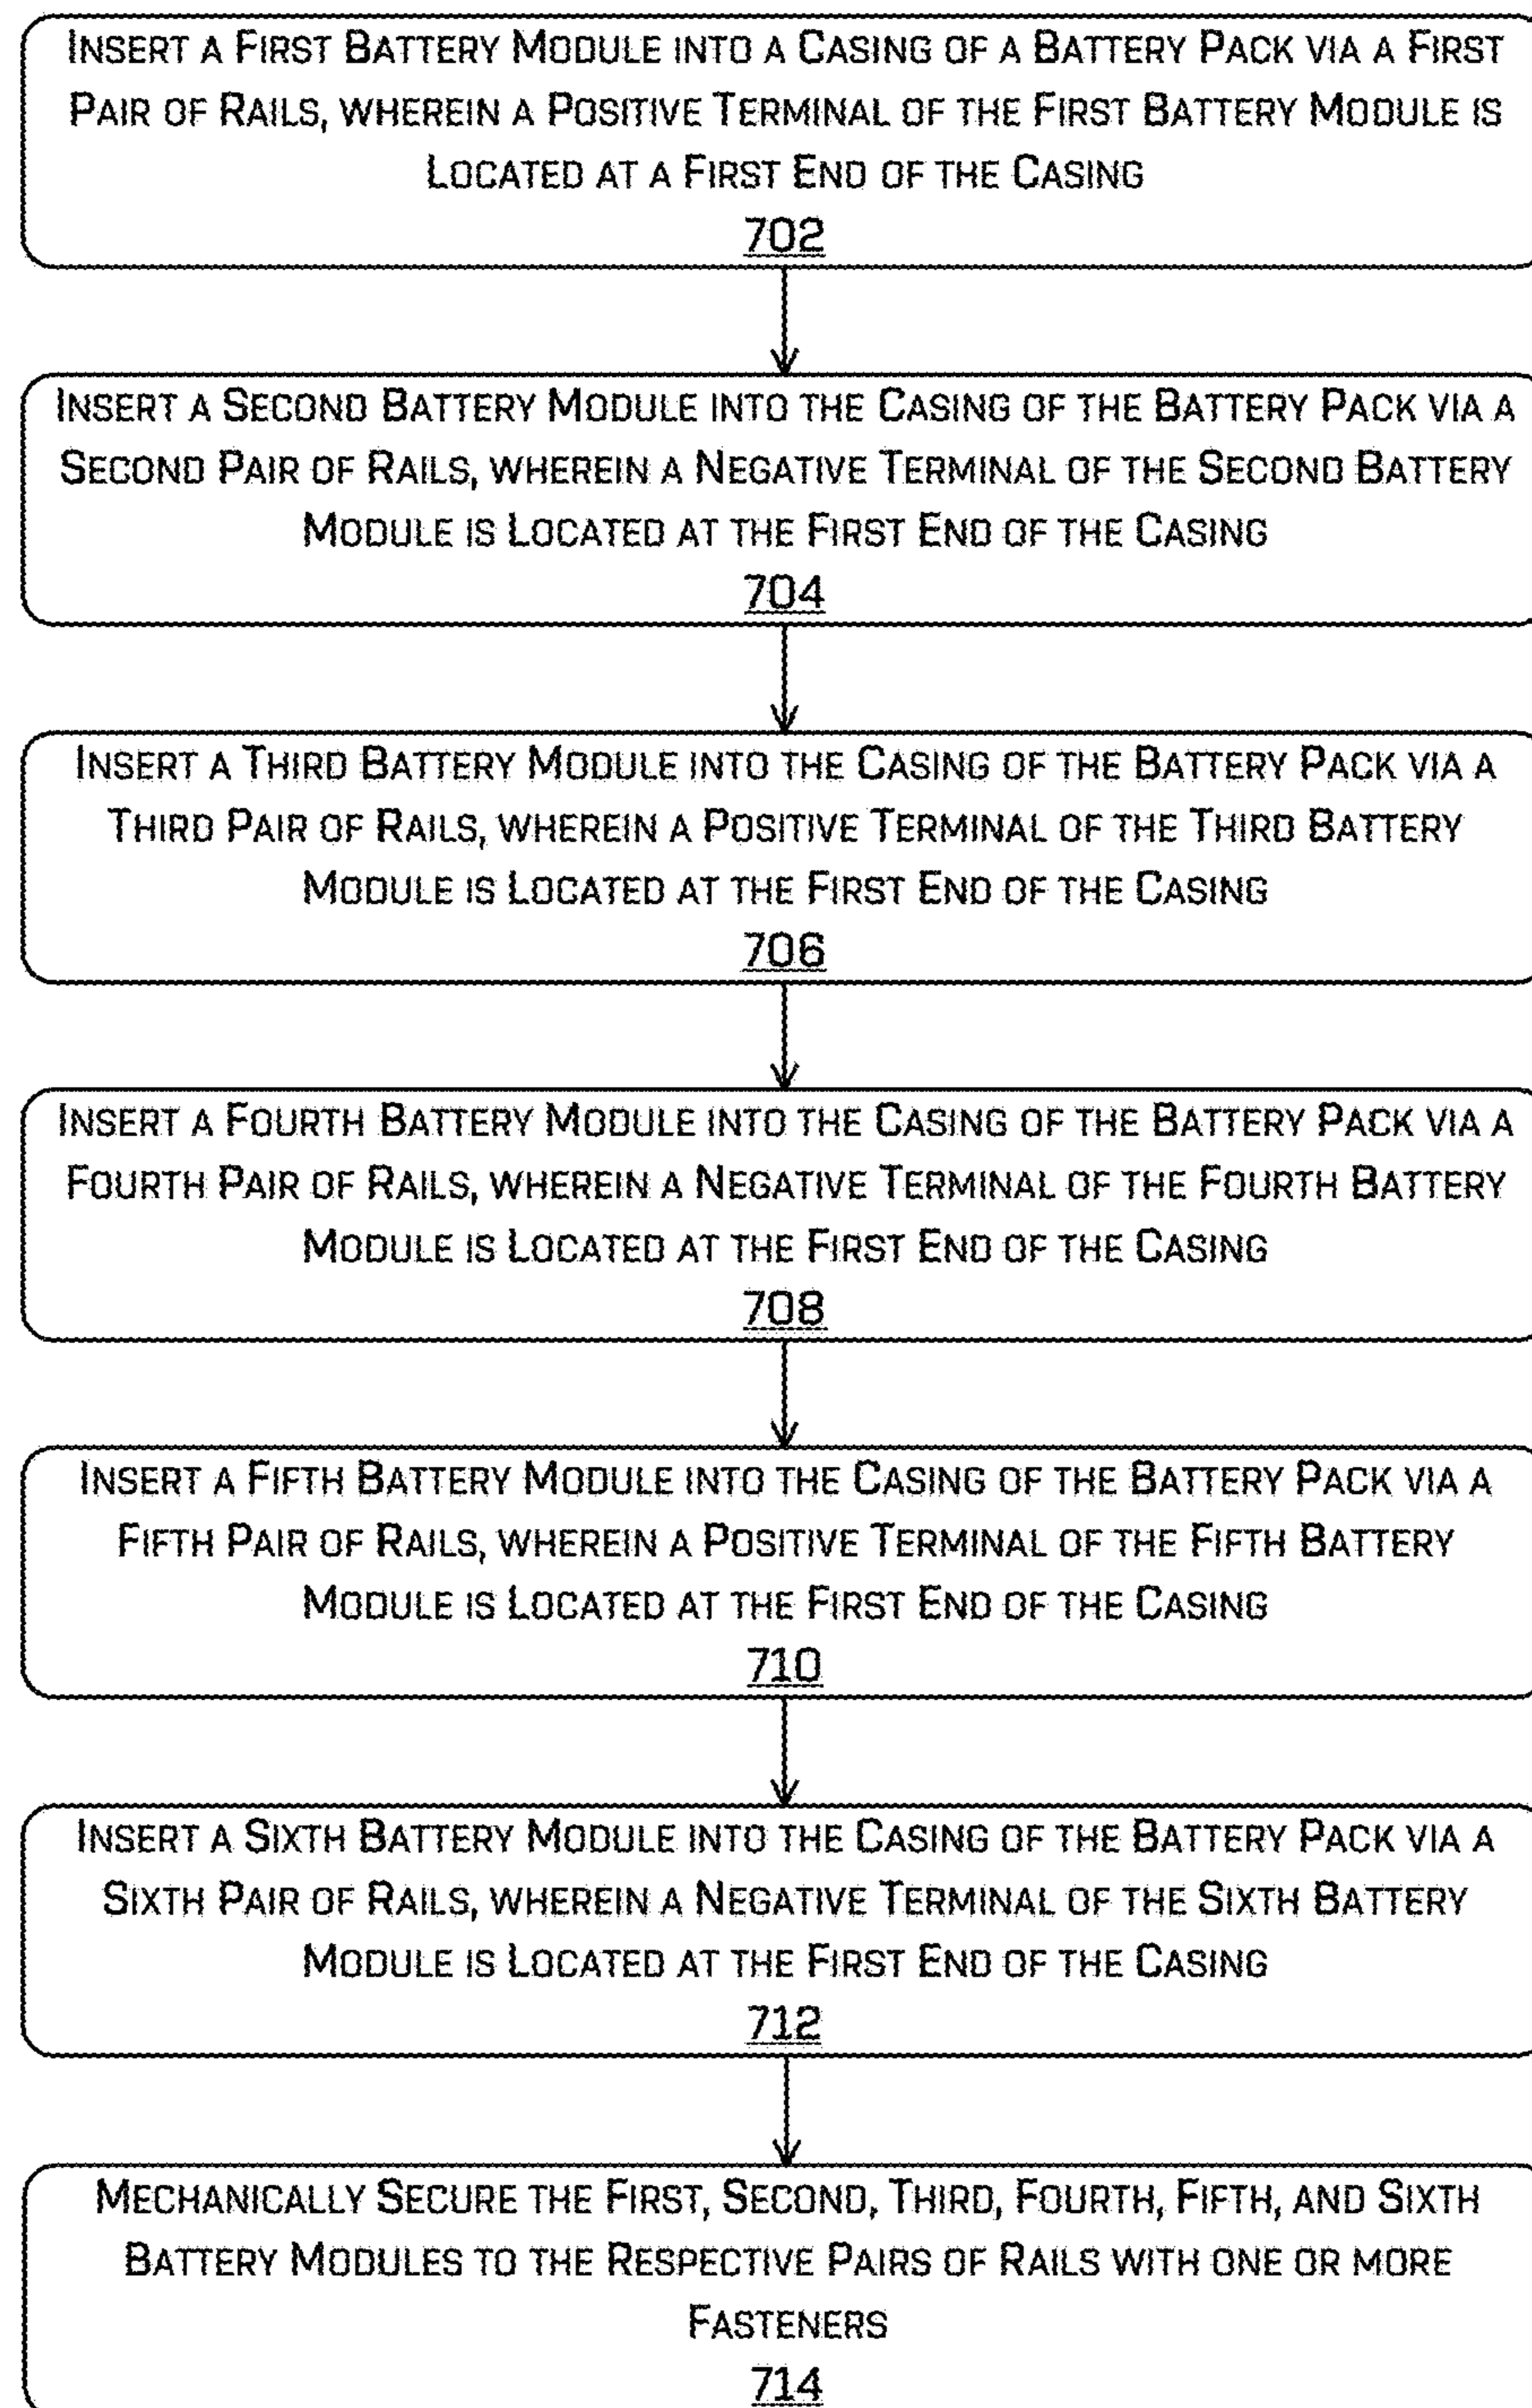 Insert a First Battery Module into a Casing of a Battery Pack via a First
Pair of Rails, wherein a Positive Terminal of the First Battery Module is
Located at a First End of the Casing
702
Insert a Second Battery Module into the Casing of the Battery Pack via a
Second Pair of Rails, wherein a Negative Terminal of the Second Battery
Module is Located at the First End of the Casing
704
Insert a Third Battery Module into the Casing of the Battery Pack via a
Third Pair of Rails, wherein a Positive Terminal of the Third Battery
Module is Located at the First End of the Casing
706
Insert a Fourth Battery Module into the Casing of the Battery Pack via a
Fourth Pair of Rails, wherein a Negative Terminal of the Fourth Battery
Module is Located at the First End of the Casing
708
Insert a Fifth Battery Module into the Casing of the Battery Pack via a
Fifth Pair of Rails, wherein a Positive Terminal of the Fifth Battery
Module is Located at the First End of the Casing
710
Insert a Sixth Battery Module into the Casing of the Battery Pack via a
Sixth Pair of Rails, wherein a Negative Terminal of the Sixth Battery
Module is Located at the First End of the Casing
712
Mechanically Secure the First, Second, Third, Fourth, Fifth, and Sixth
Battery Modules to the Respective Pairs of Rails with one or more
Fasteners
714